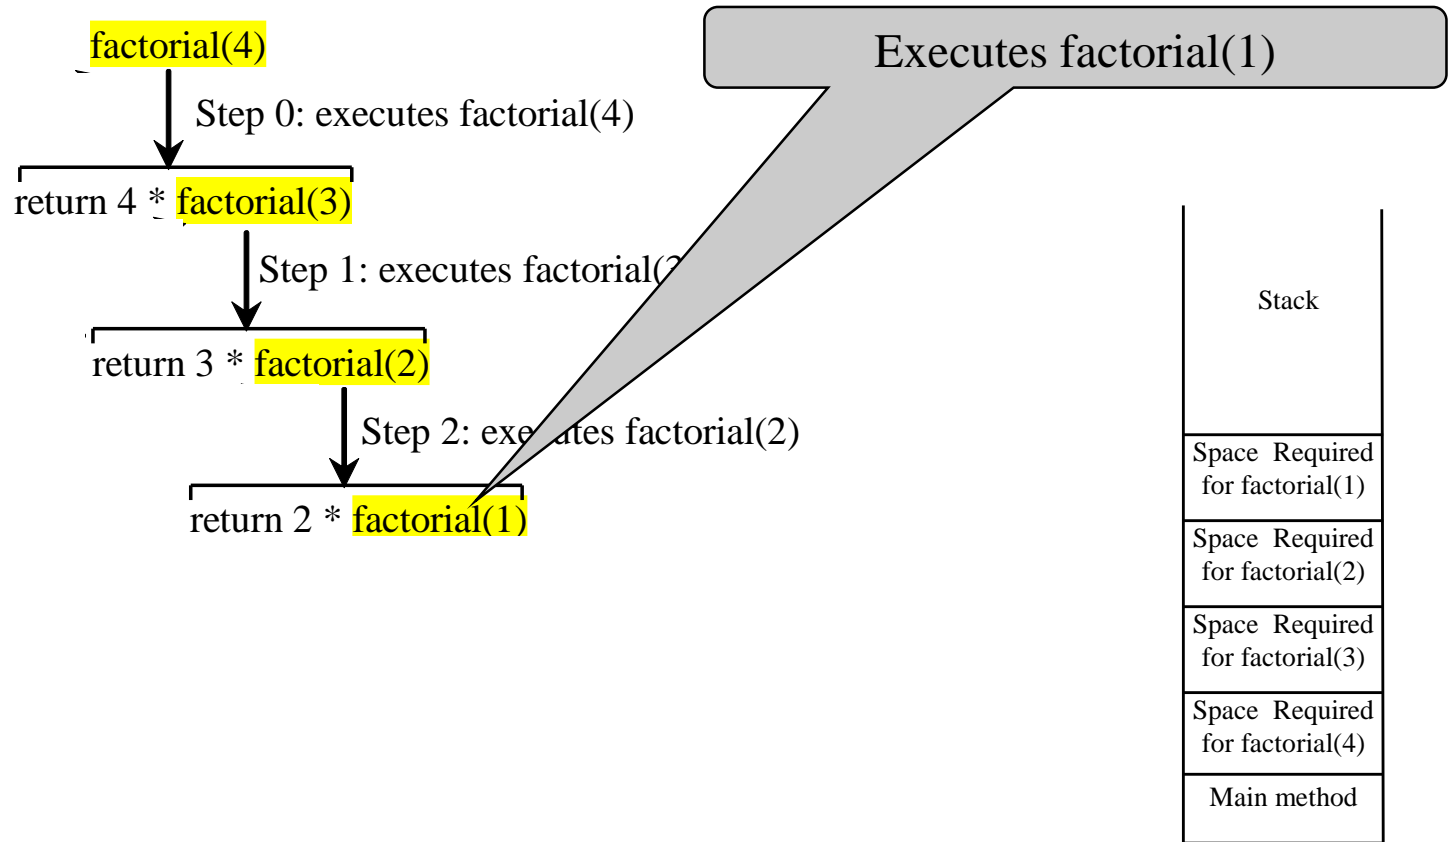 factorial(4)
Executes factorial(1)
Step 0: executes factorial(4)
return 4 * factorial(3)
Step 1: executes factorial(
return 3 * factorial(2)
Step 2: executes factorial(2)
return 2 * factorial(1)
Stack
Space Required
for factorial(1)
Space Required
for factorial(2)
Space Required
for factorial(3)
Space Required
for factorial(4)
Main method